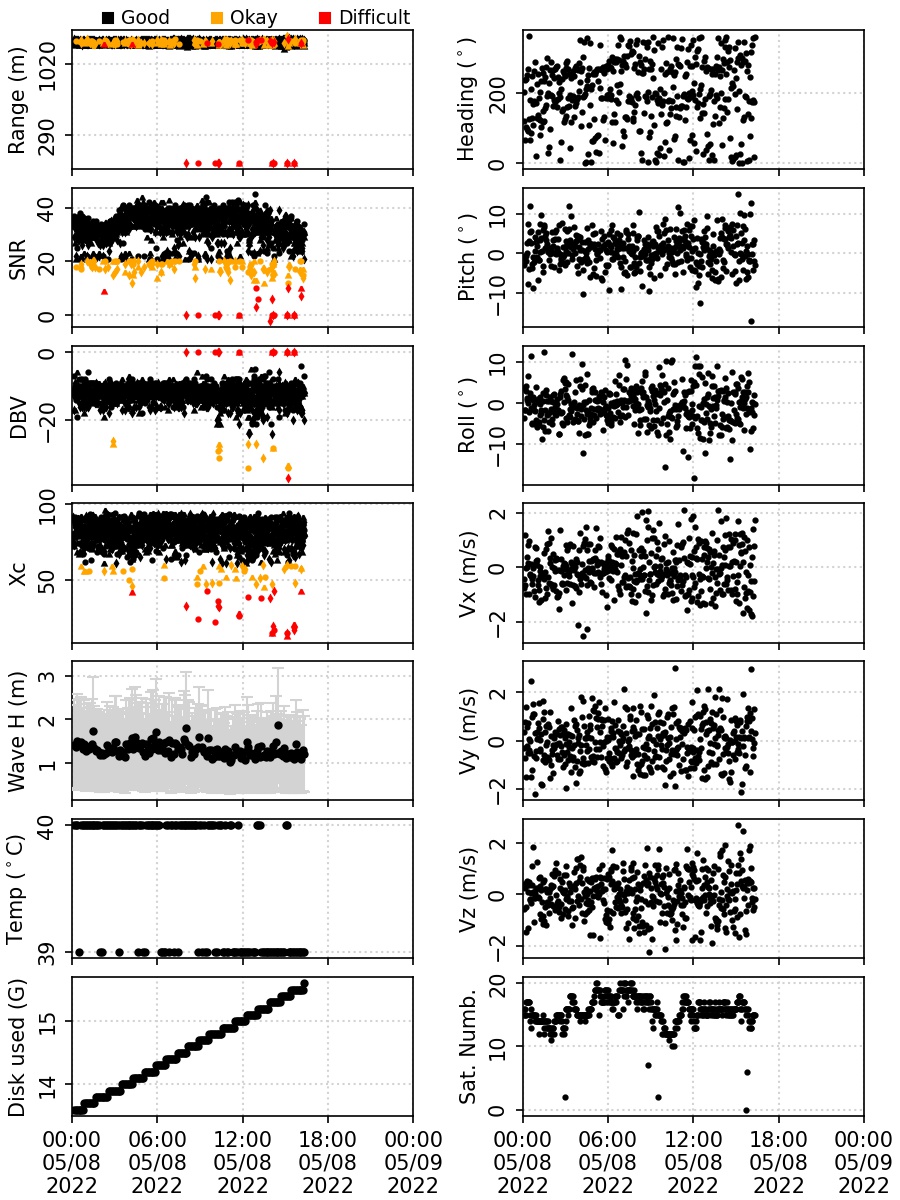 Good Okay Difficult
Range (m)
1020
290
Heading (°)
200
0
SNR
40
20
0
Pitch (°)
10
0
−10
DBV
0
−20
Roll (°)
10
0
−10
Xc
100
50
Vx (m/s)
2
0
−2
Wave H (m)
3
2
1
Vy (m/s)
2
0
−2
Temp (°C)
40
39
Vz (m/s)
2
0
−2
Disk used (G)
15
14
Sat. Numb.
20
10
0
00:00 06:00 12:00 18:00 00:00
05/08 05/08 05/08 05/08 05/09
2022 2022 2022 2022 2022
00:00 06:00 12:00 18:00 00:00
05/08 05/08 05/08 05/08 05/09
2022 2022 2022 2022 2022